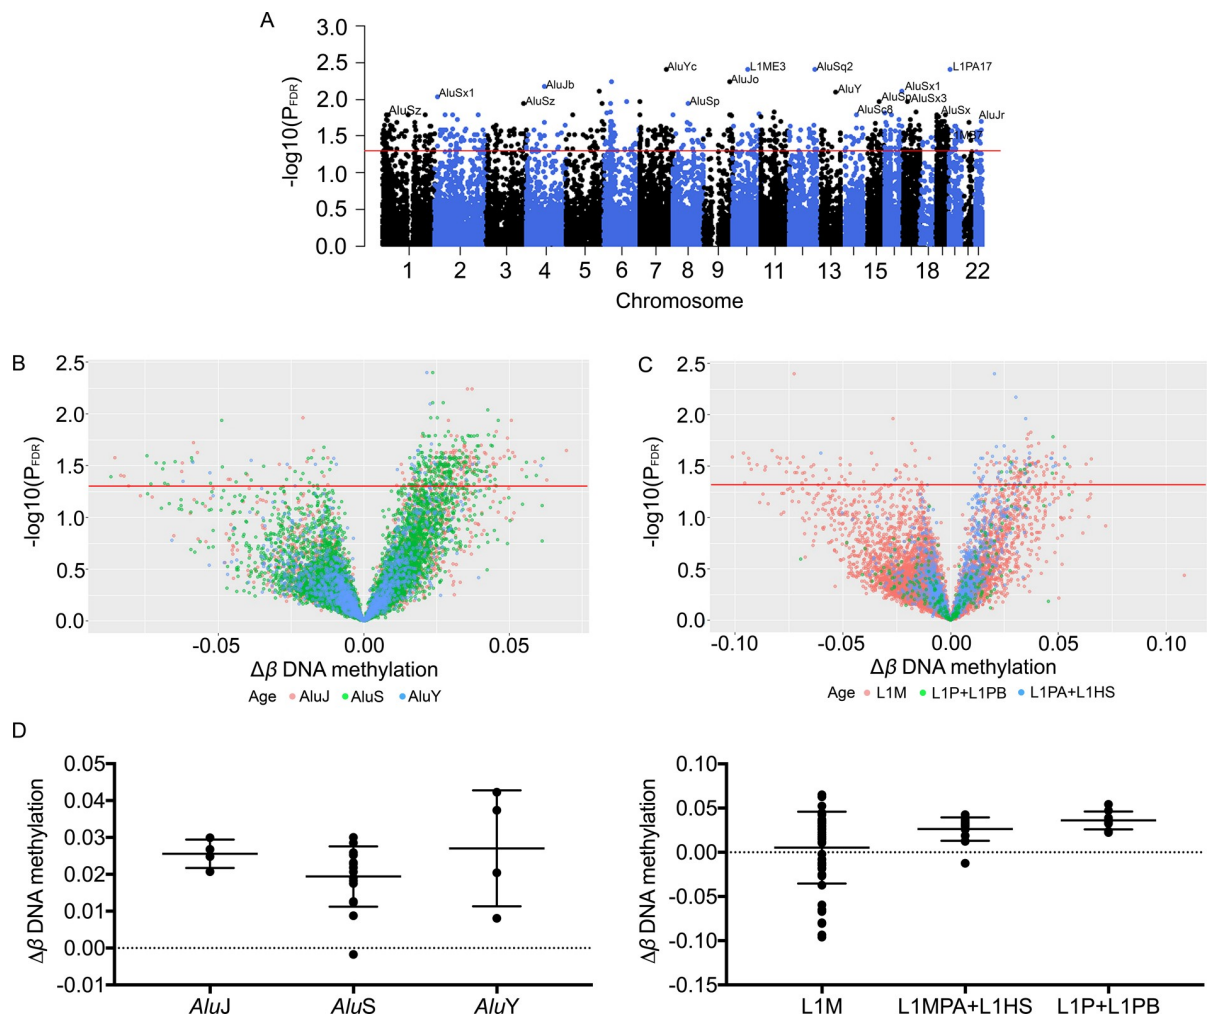 A
-log10(PFDR)
3.0
2.5
2.0
1.5
1.0
0.5
0.0
AluYc
L1ME3
AluSq2
L1PA17
AluJo
AluJb
AluY
AluSx1
AluSx1
AluSz
AluSp
AluSp
AluSx3
AluSz
AluSc8
AluSx
AluJr
1 2 3 4 5 6 7 8 9 11 13 15 18 22
Chromosome
B
-log10(PFDR)
2.5
2.0
1.5
1.0
0.5
0.0
-0.05 0.00 0.05
Δβ DNA methylation
Age AluJ AluS AluY
C
-log10(PFDR)
2.5
2.0
1.5
1.0
0.5
0.0
-0.10 -0.05 0.00 0.05 0.10
Δβ DNA methylation
Age L1M L1P+L1PB L1PA+L1HS
D
Δβ DNA methylation
0.05
0.04
0.03
0.02
0.01
0.00
-0.01
AluJ AluS AluY
Δβ DNA methylation
0.10
0.05
0.00
-0.05
-0.10
-0.15
L1M L1MPA+L1HS L1P+L1PB